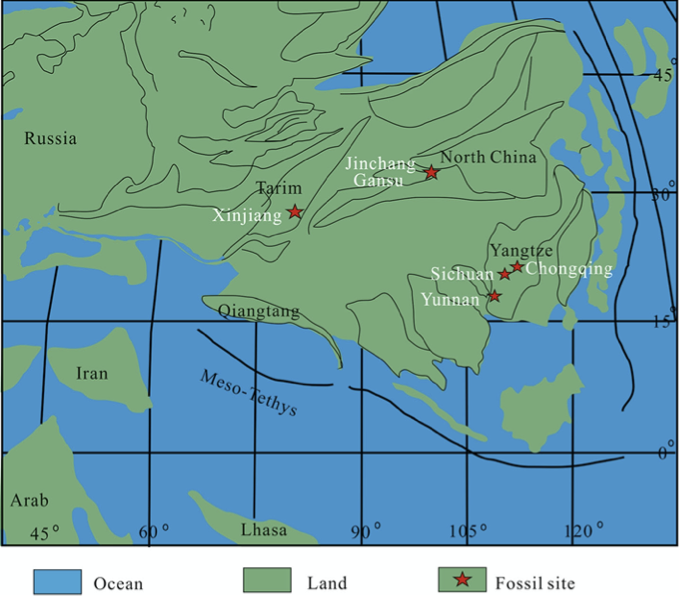 45°
Russia
North China
Jinchang
Gansu
Tarim
30°
Xinjiang
Yangtze
Sichuan
Chongqing
Yunnan
Qiangtang
15°
Iran
Meso-Tethys
0°
Arab
Lhasa
45°
60°
90°
105°
120°
Ocean
Land
Fossil site